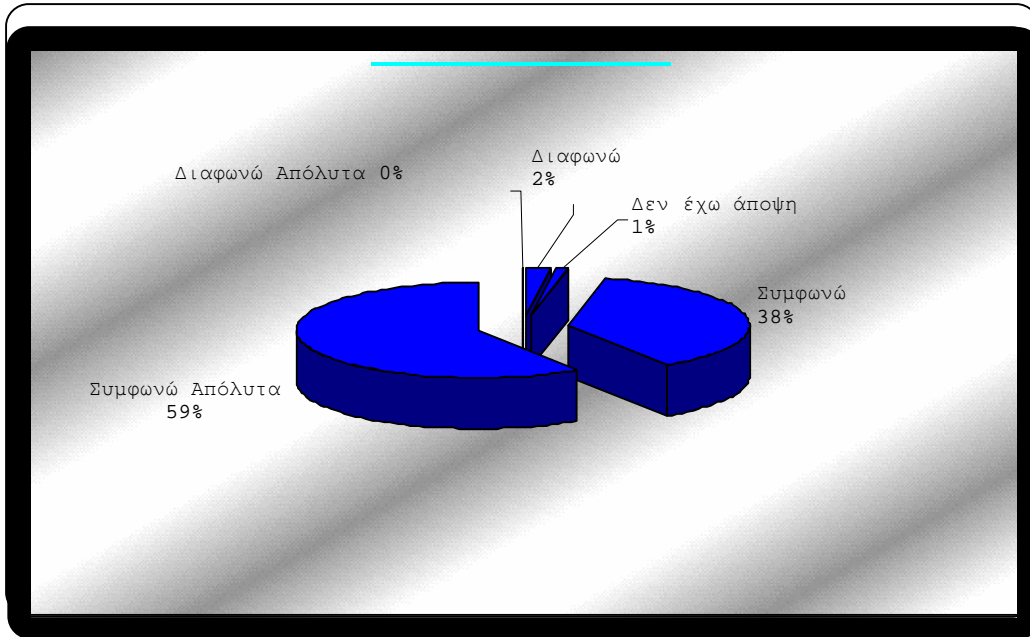 Διαφωνώ
2%
Διαφωνώ Απόλυτα 0%
Δεν έχω άποψη
1%
Συμφωνώ
38%
Συμφωνώ Απόλυτα
59%